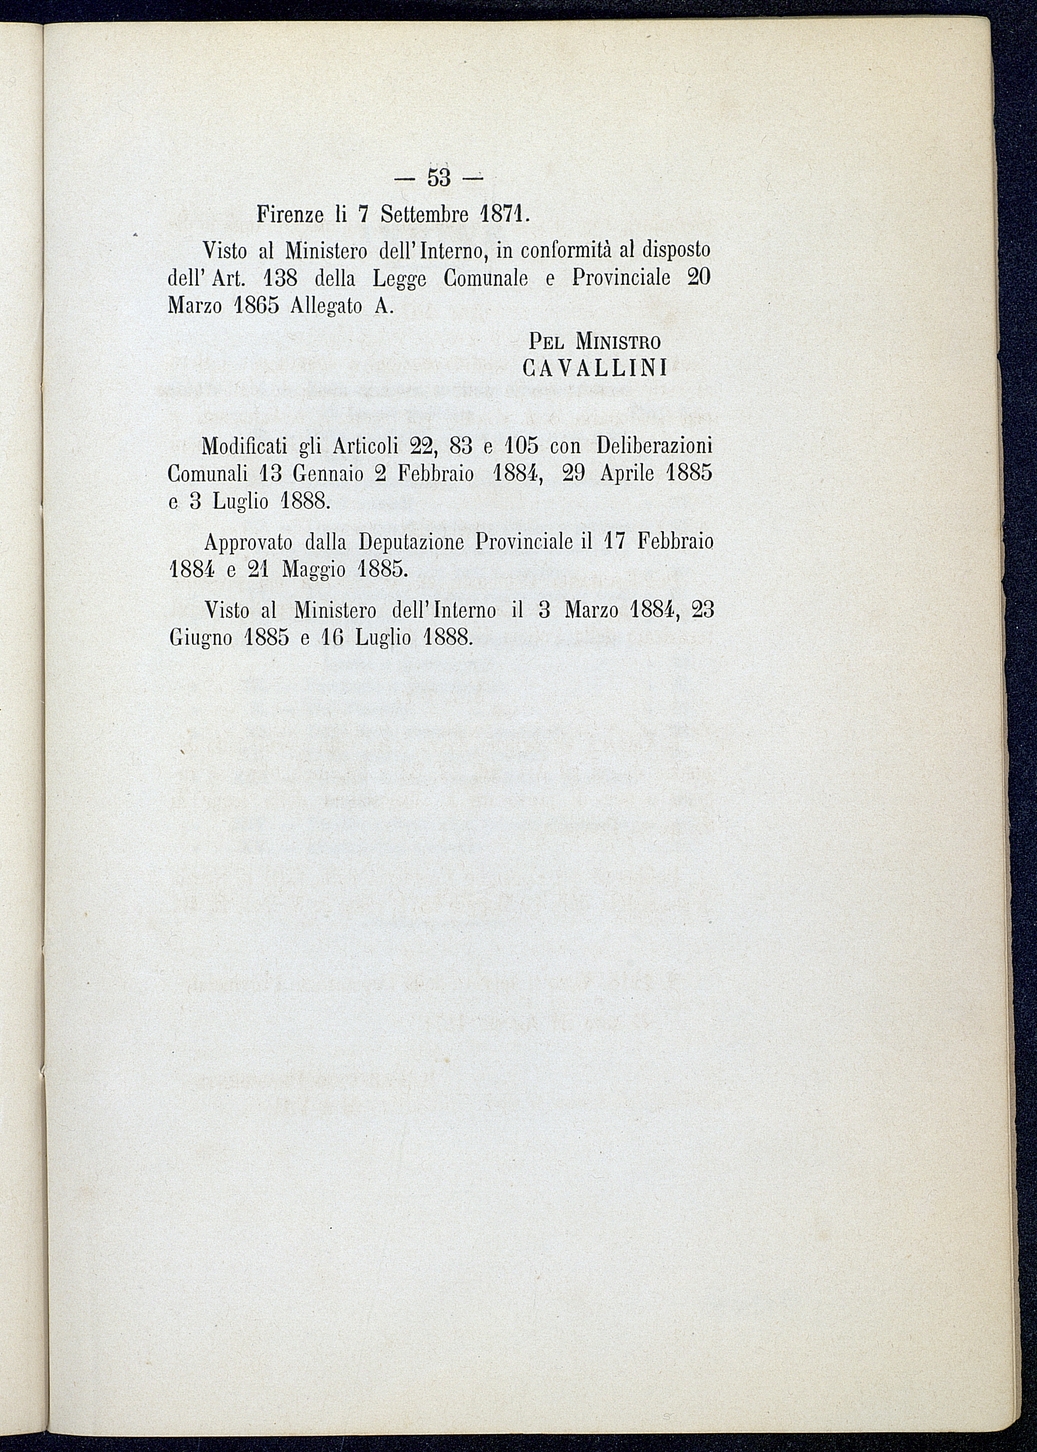 — 53 —
Firenze li 7 Settembre 1871.
Visto al Ministero dell' Interno, in conformità al disposto
dell' Art. 138 della Legge Comunale e Provinciale 20
Marzo 1865 Allegato A.
Pel Ministro
CAVALLINI
Modificati gli Articoli 22, 83 e 105 con Deliberazioni
Comunali 13 Gennaio 2 Febbraio 1884, 29 Aprile 1885
e 3 Luglio 1888.
Approvato dalla Deputazione Provinciale il 17 Febbraio
1884 e 21 Maggio 1885.
Visto al Ministero dell' Interno il 3 Marzo 1884, 23
Giugno 1885 e 16 Luglio 1888.